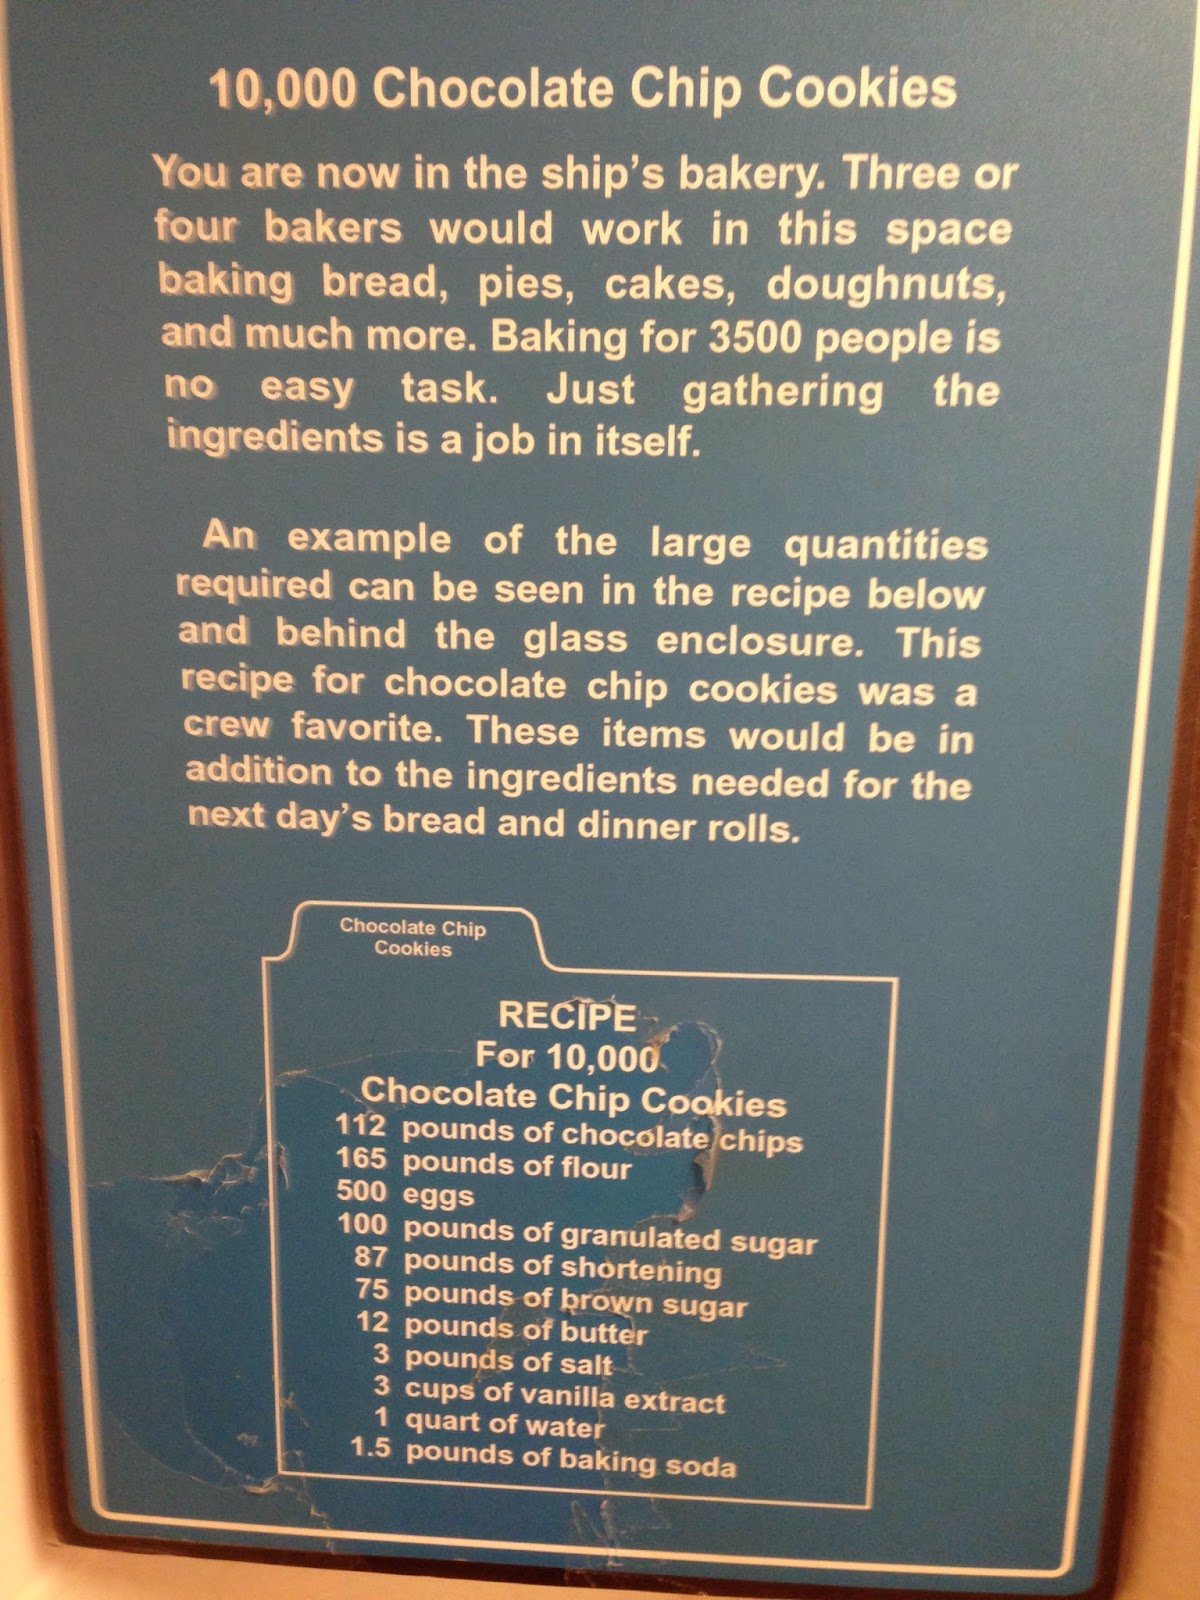 10,000 Chocolate Chip Cookies
You are now in the ship's bakery. Three or
four bakers would work in this space
baking bread, pies, cakes, doughnuts,
and much more. Baking for 3500 people is
no easy task. Just gathering the
ingredients is a job in itself.
An example of the large quantities
required can be seen in the recipe below
and behind the glass enclosure. This
recipe for chocolate chip cookies was a
crew favorite. These items would be in
addition to the ingredients needed for the
next day's bread and dinner rolls.
Chocolate Chip
Cookies
RECIPE
For 10,000
Chocolate Chip Cookies
112 pounds of chocolate chips
165 pounds of flour
500 eggs
100 pounds of granulated sugar
87 pounds of shortening
75 pounds of brown sugar
12 pounds of butter
3 pounds of salt
3 cups of vanilla extract
1 quart of water
1.5 pounds of baking soda